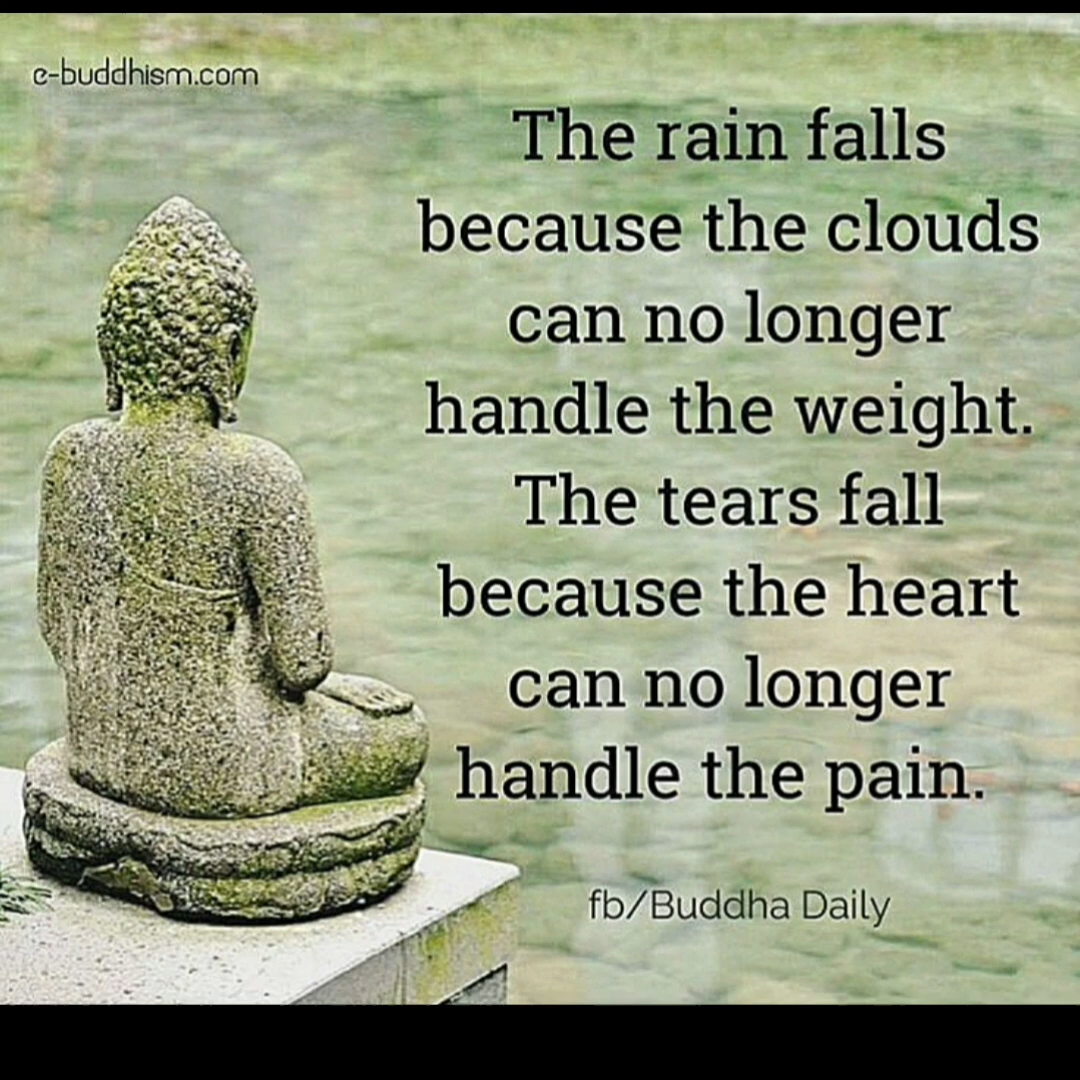 e-buddhism.com
The rain falls
because the clouds
can no longer
handle the weight.
The tears fall
because the heart
can no longer
handle the pain.
fb/Buddha Daily